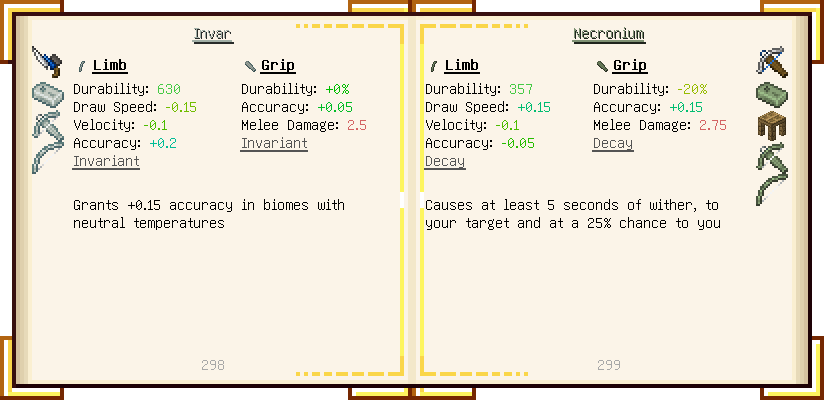 Invar
Limb
Durability: 630
Draw Speed: -0.15
Velocity: -0.1
Accuracy: +0.2
Invariant
Grip
Durability: +0%
Accuracy: +0.05
Melee Damage: 2.5
Invariant
Grants +0.15 accuracy in biomes with
neutral temperatures
298
Necronium
Limb
Durability: 357
Draw Speed: +0.15
Velocity: -0.1
Accuracy: -0.05
Decay
Grip
Durability: -20%
Accuracy: +0.15
Melee Damage: 2.75
Decay
Causes at least 5 seconds of wither, to
your target and at a 25% chance to you
299